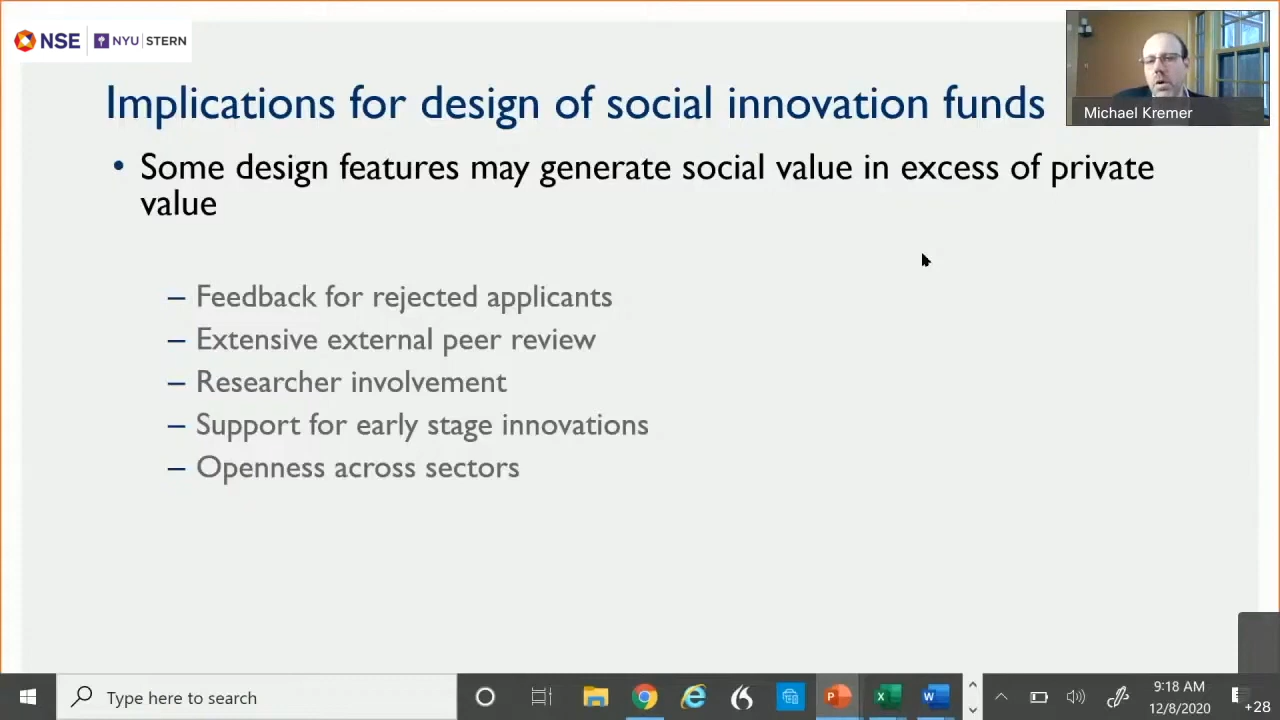 NSE NYU STERN
Michael Kremer
Implications for design of social innovation funds
• Some design features may generate social value in excess of private
value
– Feedback for rejected applicants
– Extensive external peer review
– Researcher involvement
– Support for early stage innovations
– Openness across sectors
Type here to search
9:18 AM
12/8/2020
+28